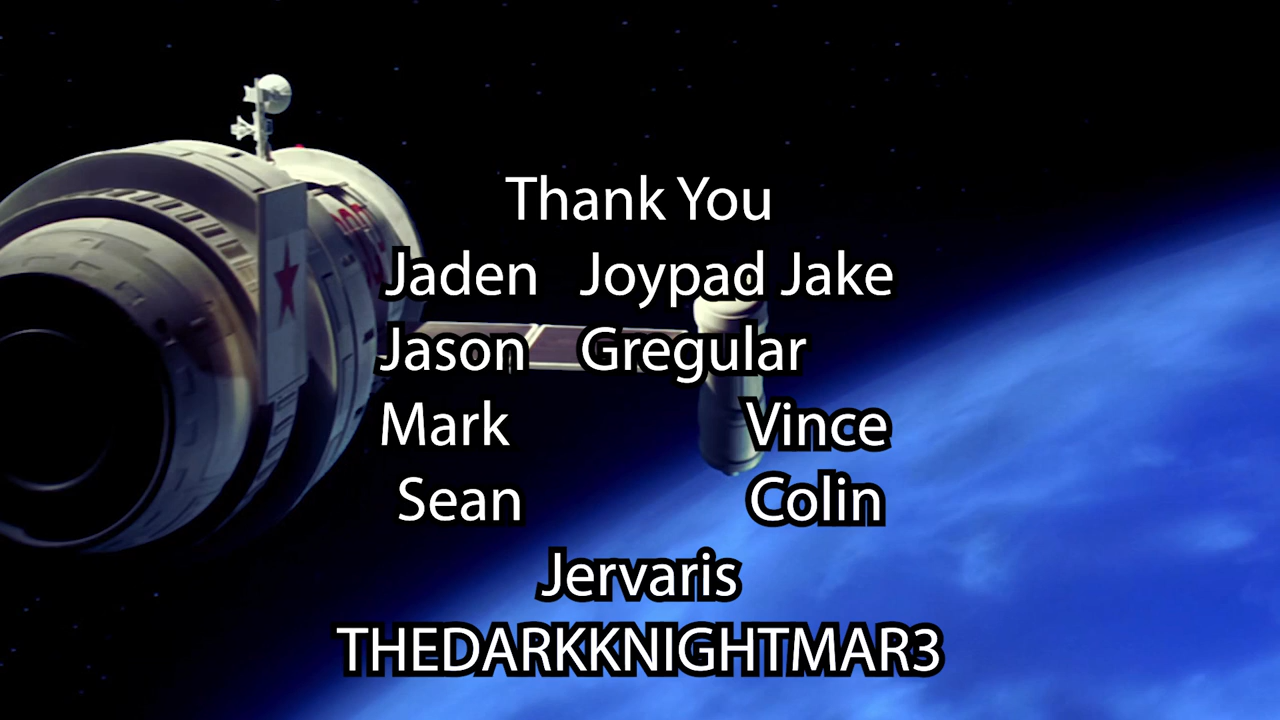 Thank You
Jaden Joypad Jake
Jason Gregular
Mark Vince
Sean Colin
Jervaris
THEDARKKNIGHTMAR3